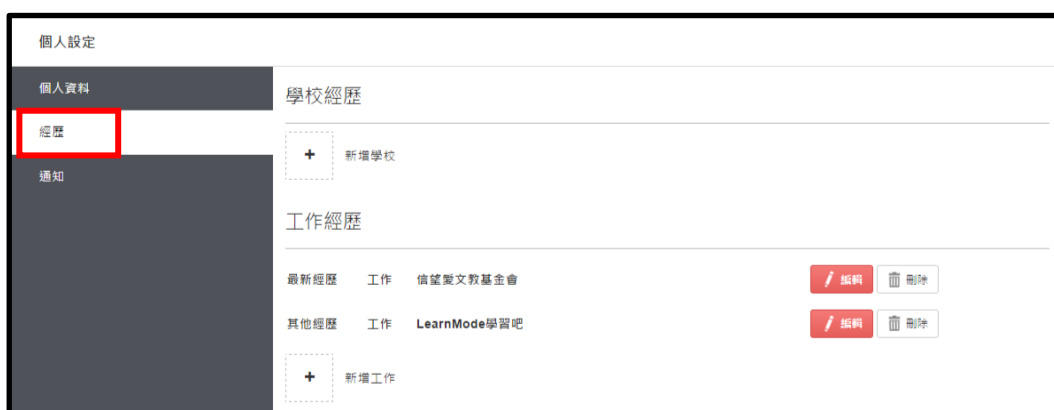 個人設定
個人資料
經歷
通知
學校經歷
+ 新增學校
工作經歷
最新經歷 工作 信望愛文教基金會 編輯 刪除
其他經歷 工作 LearnMode學習吧 編輯 刪除
+ 新增工作